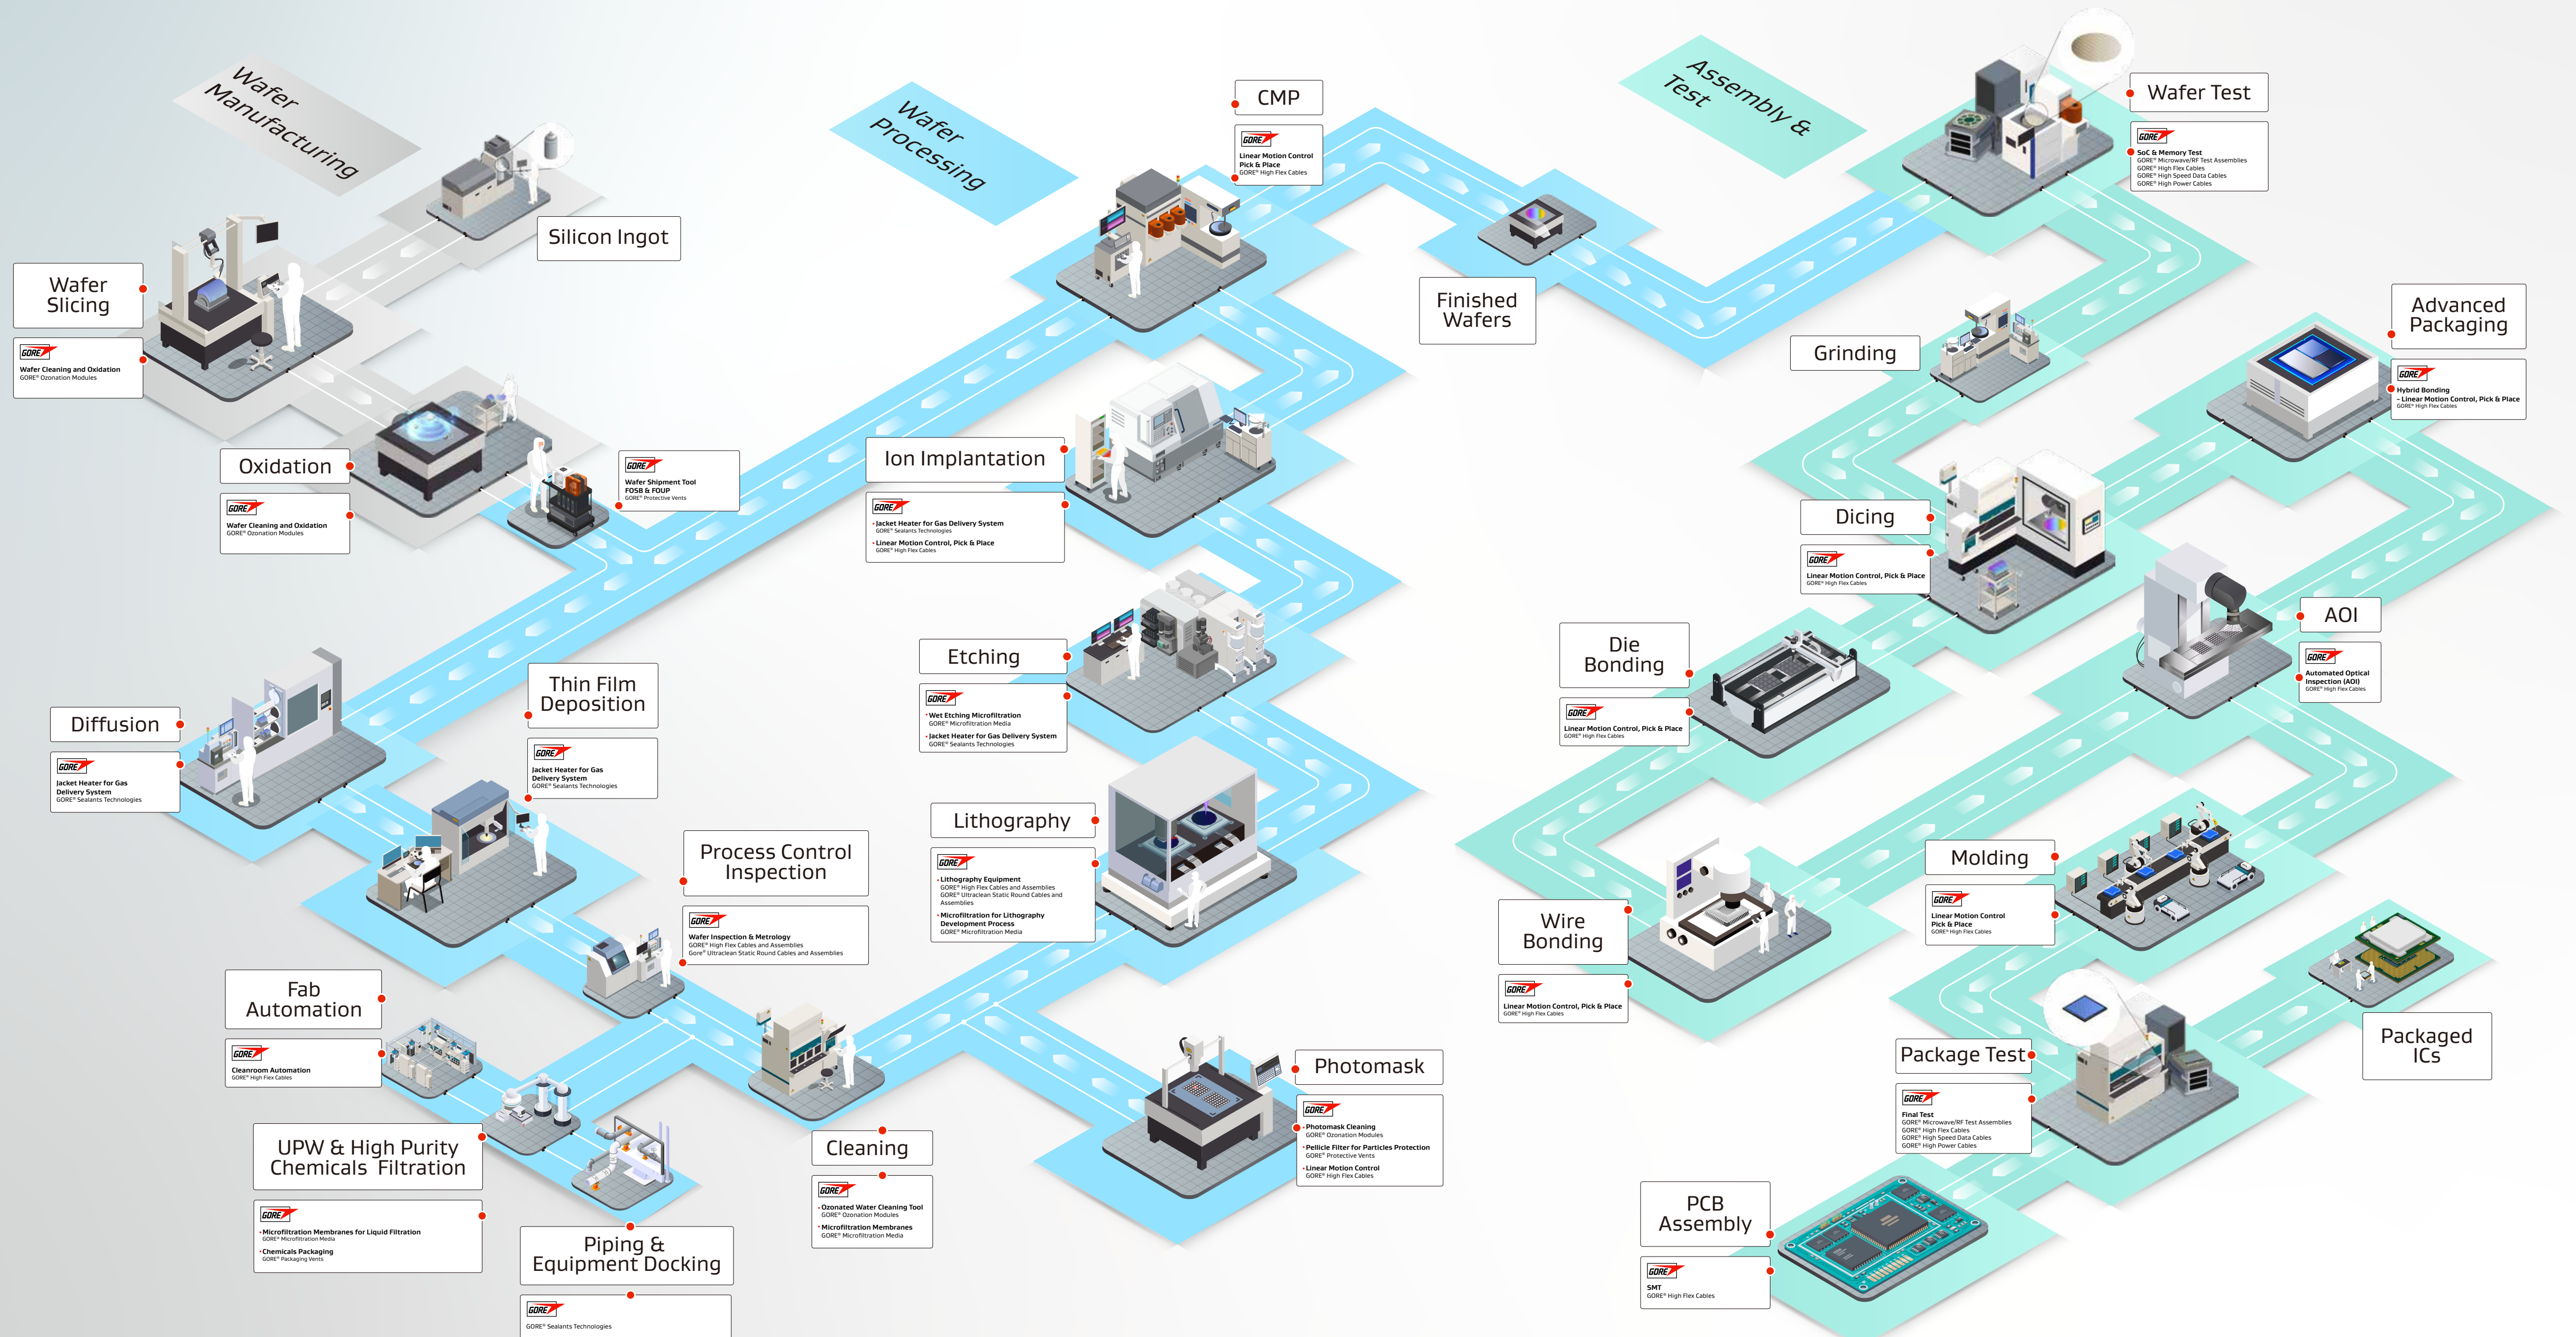 Wafer
Manufacturing
Silicon Ingot
Wafer
Slicing
GORE
Wafer Cleaning and Oxidation
GORE® Ozonation Modules
Oxidation
GORE
Wafer Cleaning and Oxidation
GORE® Ozonation Modules
GORE
Wafer Shipment Tool
FOSB & FOUP
GORE® Protective Vents
Wafer
Processing
Diffusion
GORE
Jacket Heater for Gas
Delivery System
GORE® Sealants Technologies
Thin Film
Deposition
GORE
Jacket Heater for Gas
Delivery System
GORE® Sealants Technologies
Process Control
Inspection
GORE
Wafer Inspection & Metrology
GORE® High Flex Cables and Assemblies
Gore® Ultraclean Static Round Cables and Assemblies
Fab
Automation
GORE
Cleanroom Automation
GORE® High Flex Cables
UPW & High Purity
Chemicals Filtration
GORE
• Microfiltration Membranes for Liquid Filtration
GORE® Microfiltration Media
• Chemicals Packaging
GORE® Packaging Vents
Piping &
Equipment Docking
GORE
GORE® Sealants Technologies
Cleaning
GORE
• Ozonated Water Cleaning Tool
GORE® Ozonation Modules
• Microfiltration Membranes
GORE® Microfiltration Media
Photomask
GORE
• Photomask Cleaning
GORE® Ozonation Modules
• Pellicle Filter for Particles Protection
GORE® Protective Vents
• Linear Motion Control
GORE® High Flex Cables
Lithography
GORE
• Lithography Equipment
GORE® High Flex Cables and Assemblies
GORE® Ultraclean Static Round Cables and
Assemblies
• Microfiltration for Lithography
Development Process
GORE® Microfiltration Media
Etching
GORE
• Wet Etching Microfiltration
GORE® Microfiltration Media
• Jacket Heater for Gas Delivery System
GORE® Sealants Technologies
Ion Implantation
GORE
• Jacket Heater for Gas Delivery System
GORE® Sealants Technologies
• Linear Motion Control, Pick & Place
GORE® High Flex Cables
CMP
GORE
Linear Motion Control
Pick & Place
GORE® High Flex Cables
Finished
Wafers
Assembly &
Test
Wafer Test
GORE
SoC & Memory Test
GORE® Microwave/RF Test Assemblies
GORE® High Flex Cables
GORE® High Speed Data Cables
GORE® High Power Cables
Grinding
Dicing
GORE
Linear Motion Control, Pick & Place
GORE® High Flex Cables
Advanced
Packaging
GORE
Hybrid Bonding
- Linear Motion Control, Pick & Place
GORE® High Flex Cables
Die
Bonding
GORE
Linear Motion Control, Pick & Place
GORE® High Flex Cables
AOI
GORE
Automated Optical
Inspection (AOI)
GORE® High Flex Cables
Wire
Bonding
GORE
Linear Motion Control, Pick & Place
GORE® High Flex Cables
Molding
GORE
Linear Motion Control
Pick & Place
GORE® High Flex Cables
Package Test
GORE
Final Test
GORE® Microwave/RF Test Assemblies
GORE® High Flex Cables
GORE® High Speed Data Cables
GORE® High Power Cables
Packaged
ICs
PCB
Assembly
GORE
SMT
GORE® High Flex Cables